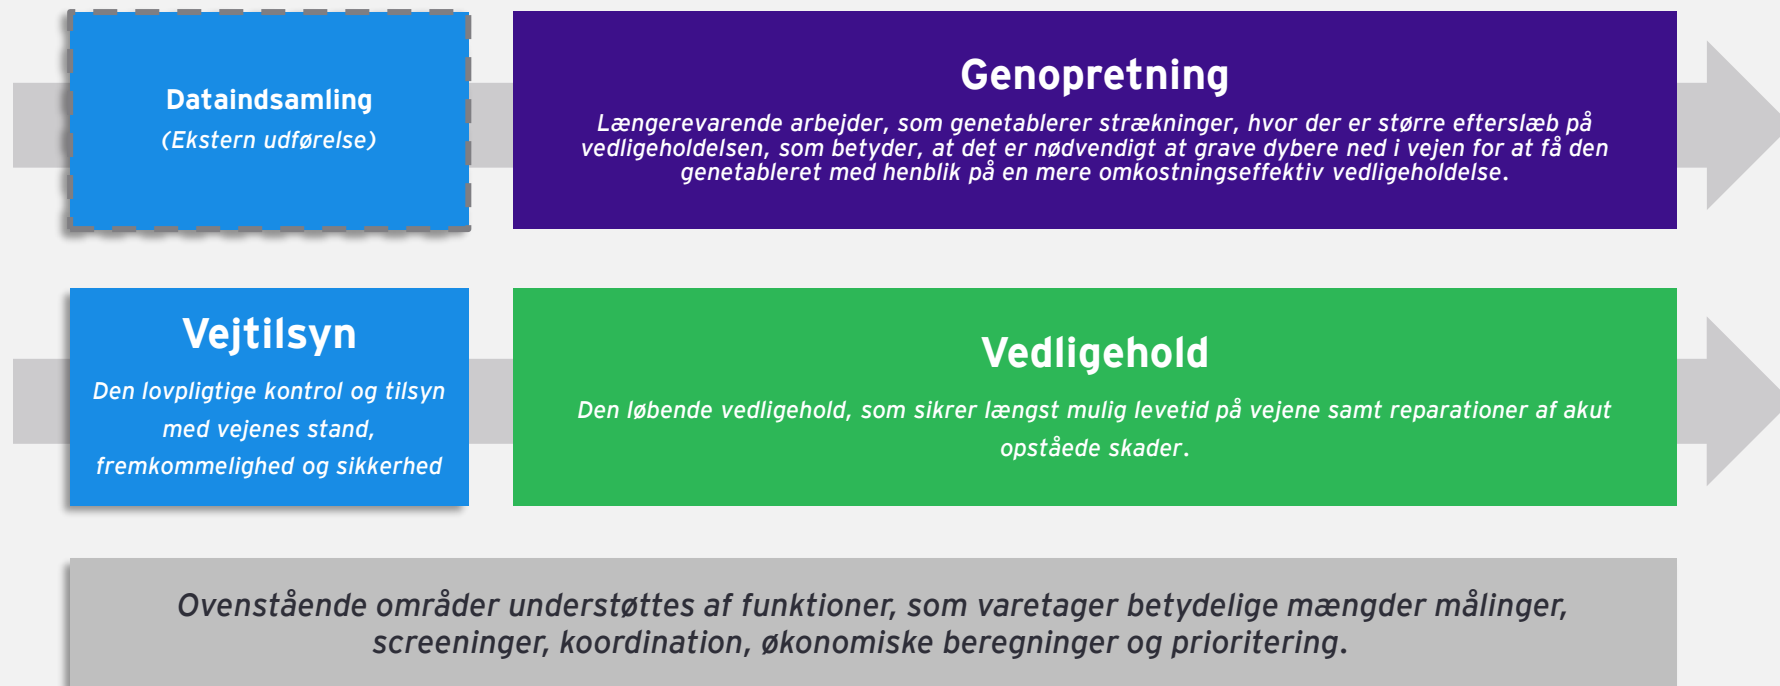 Dataindsamling
(Ekstern udførelse)
Genopretning
Længerevarende arbejder, som genetablerer strækninger, hvor der er større efterslæb på
vedligeholdelsen, som betyder, at det er nødvendigt at grave dybere ned i vejen for at få den
genetableret med henblik på en mere omkostningseffektiv vedligeholdelse.
Vejtilsyn
Den lovpligtige kontrol og tilsyn
med vejenes stand,
fremkommelighed og sikkerhed
Vedligehold
Den løbende vedligehold, som sikrer længst mulig levetid på vejene samt reparationer af akut
opståede skader.
Ovenstående områder understøttes af funktioner, som varetager betydelige mængder målinger,
screeninger, koordination, økonomiske beregninger og prioritering.